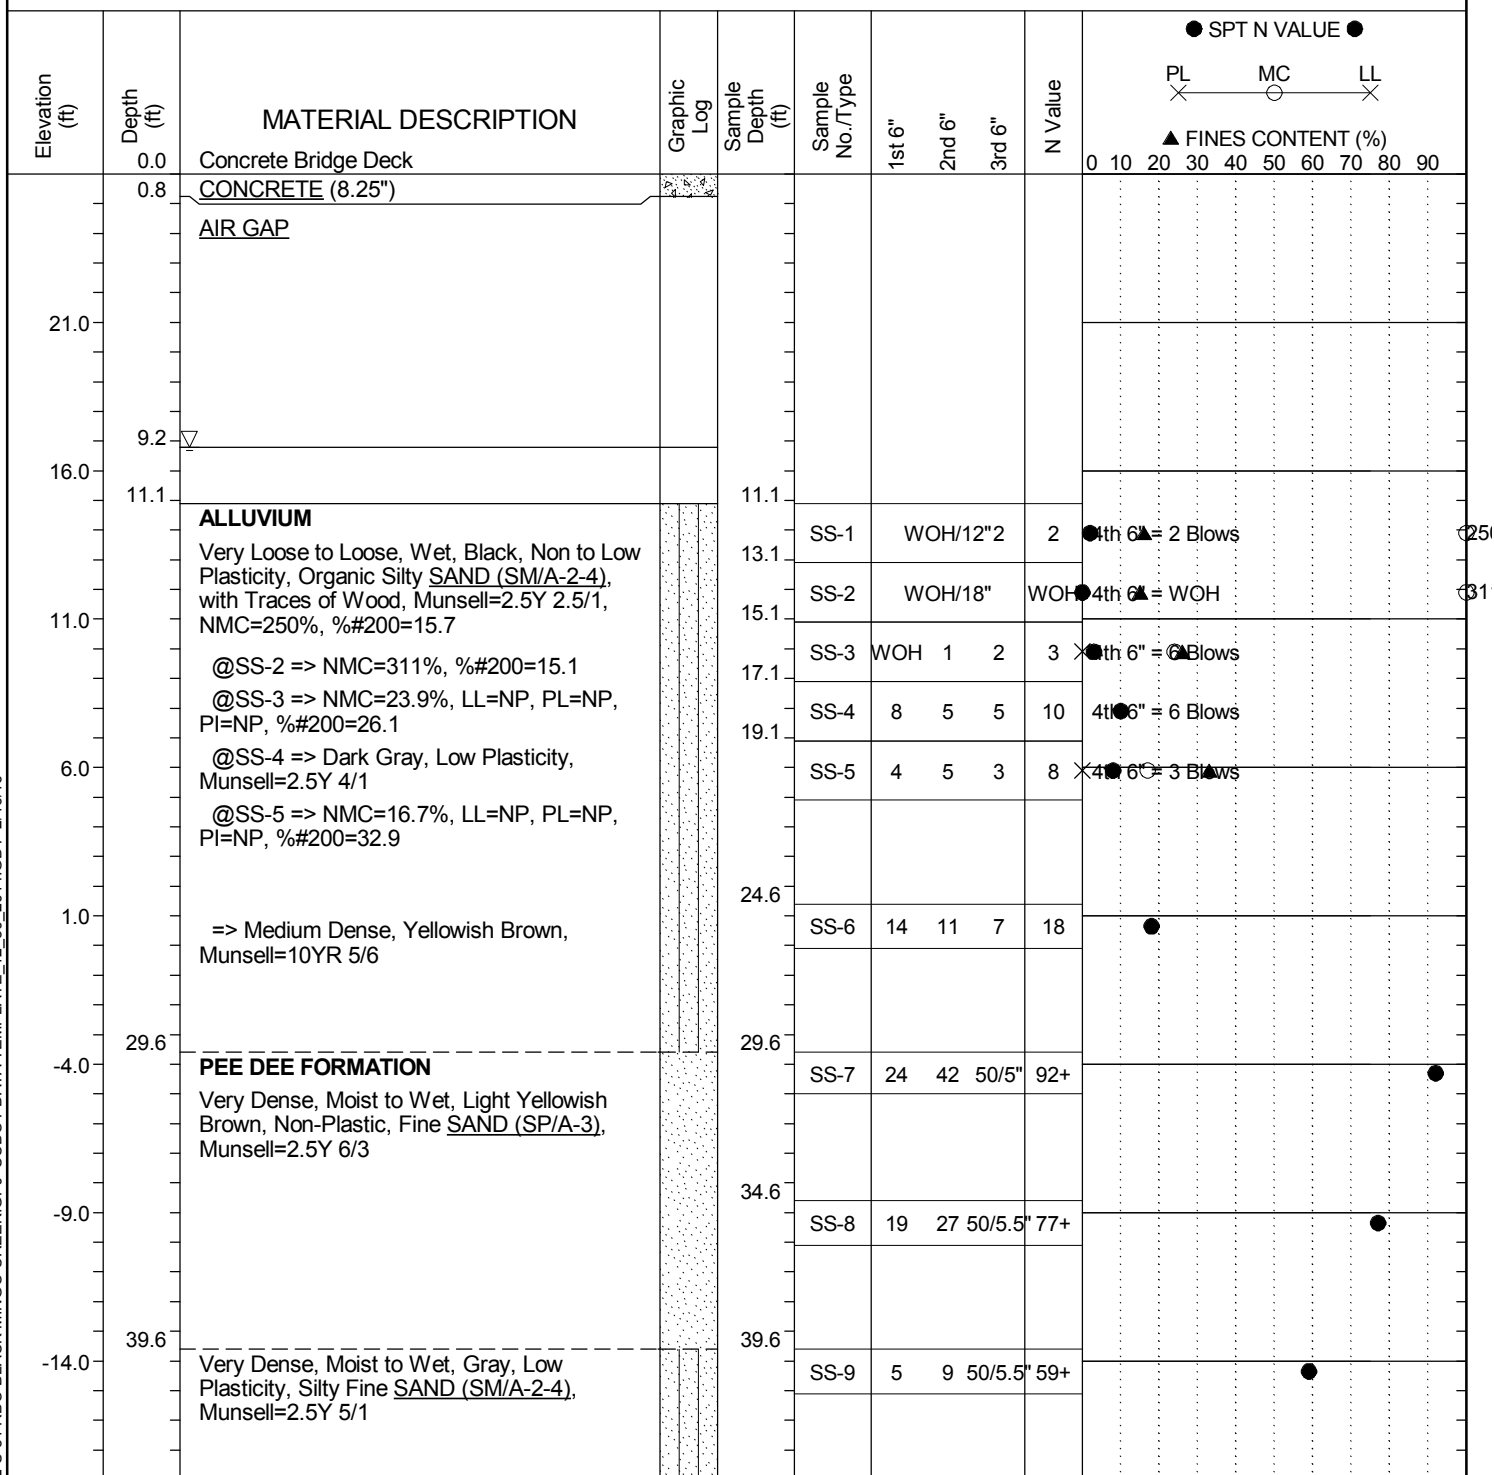 ● SPT N VALUE ●
PL MC LL
▲ FINES CONTENT (%)
0 10 20 30 40 50 60 70 80 90
Elevation (ft)
Depth (ft)
MATERIAL DESCRIPTION
Graphic Log
Sample Depth (ft)
Sample No./Type
1st 6"
2nd 6"
3rd 6"
N Value
0.0 Concrete Bridge Deck
0.8 CONCRETE (8.25")
AIR GAP
21.0
9.2
16.0
11.1 11.1
ALLUVIUM
Very Loose to Loose, Wet, Black, Non to Low
Plasticity, Organic Silty SAND (SM/A-2-4),
with Traces of Wood, Munsell=2.5Y 2.5/1,
NMC=250%, %#200=15.7
SS-1 WOH/12" 2 2 4th 6" = 2 Blows
13.1
SS-2 WOH/18" WOH 4th 6" = WOH 311
11.0 15.1
@SS-2 => NMC=311%, %#200=15.1
SS-3 WOH 1 2 3 4th 6" = 6 Blows
17.1
@SS-3 => NMC=23.9%, LL=NP, PL=NP,
PI=NP, %#200=26.1
SS-4 8 5 5 10 4th 6" = 6 Blows
19.1
@SS-4 => Dark Gray, Low Plasticity,
Munsell=2.5Y 4/1
6.0 SS-5 4 5 3 8 4th 6" = 3 Blows
@SS-5 => NMC=16.7%, LL=NP, PL=NP,
PI=NP, %#200=32.9
24.6
1.0
=> Medium Dense, Yellowish Brown,
Munsell=10YR 5/6
SS-6 14 11 7 18
29.6 29.6
-4.0
PEE DEE FORMATION
Very Dense, Moist to Wet, Light Yellowish
Brown, Non-Plastic, Fine SAND (SP/A-3),
Munsell=2.5Y 6/3
SS-7 24 42 50/5" 92+
34.6
-9.0
SS-8 19 27 50/5.5" 77+
39.6 39.6
-14.0
Very Dense, Moist to Wet, Gray, Low
Plasticity, Silty Fine SAND (SM/A-2-4),
Munsell=2.5Y 5/1
SS-9 5 9 50/5.5" 59+